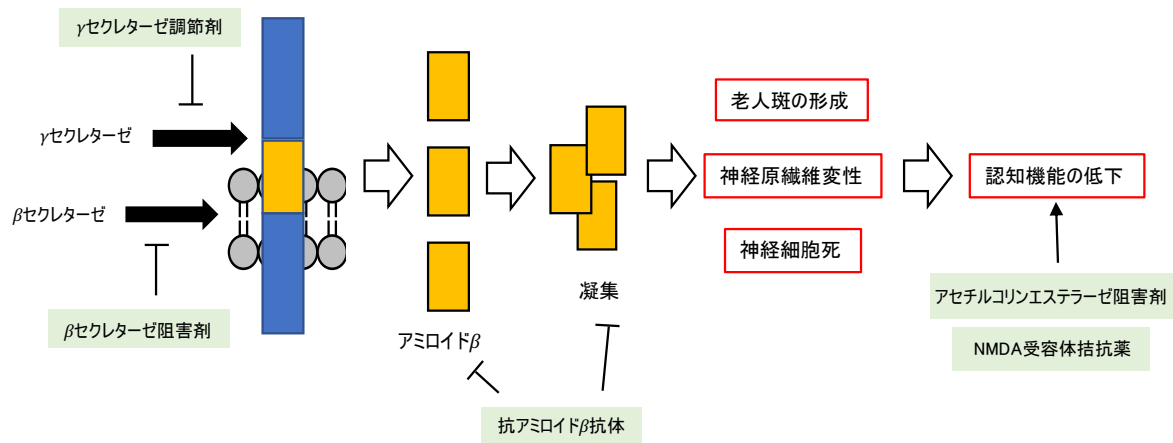 γセクレターゼ調節剤
γセクレターゼ
βセクレターゼ
βセクレターゼ阻害剤
アミロイドβ
凝集
抗アミロイドβ抗体
老人斑の形成
神経原繊維変性
神経細胞死
認知機能の低下
アセチルコリンエステラーゼ阻害剤
NMDA受容体拮抗薬